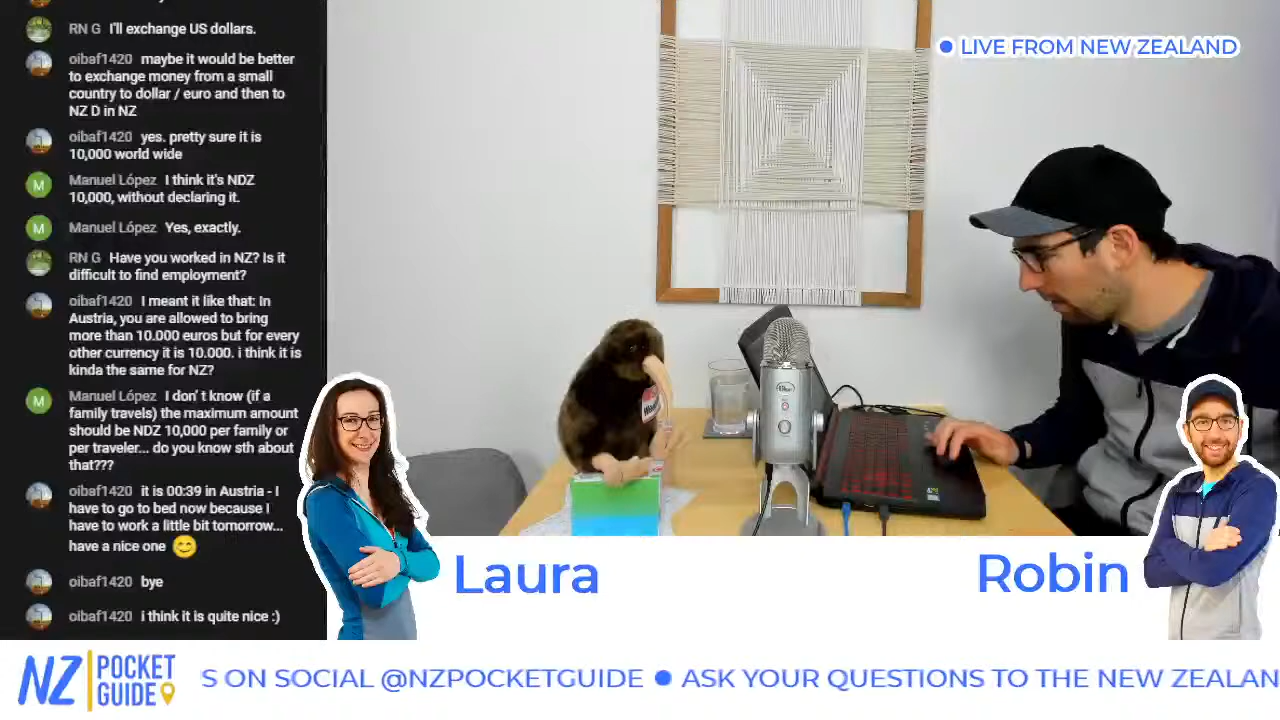 RN G I'll exchange US dollars.
oibaf1420 maybe it would be better
to exchange money from a small
country to dollar / euro and then to
NZ D in NZ
oibaf1420 yes. pretty sure it is
10,000 world wide
M
Manuel López I think it's NDZ
10,000, without declaring it.
M
Manuel López Yes, exactly.
RN G Have you worked in NZ? Is it
difficult to find employment?
oibaf1420 I meant it like that: In
Austria, you are allowed to bring
more than 10.000 euros but for every
other currency it is 10.000. i think it is
kinda the same for NZ?
M
Manuel López I don' t know (if a
family travels) the maximum amount
should be NDZ 10,000 per family or
per traveler... do you know sth about
that???
oibaf1420 it is 00:39 in Austria - I
have to go to bed now because i
have to work a little bit tomorrow...
have a nice one 😊
oibaf1420 bye
oibaf1420 i think it is quite nice :)
LIVE FROM NEW ZEALAND
Laura
Robin
NZ POCKET
GUIDE
S ON SOCIAL @NZPOCKETGUIDE ● ASK YOUR QUESTIONS TO THE NEW ZEALAN